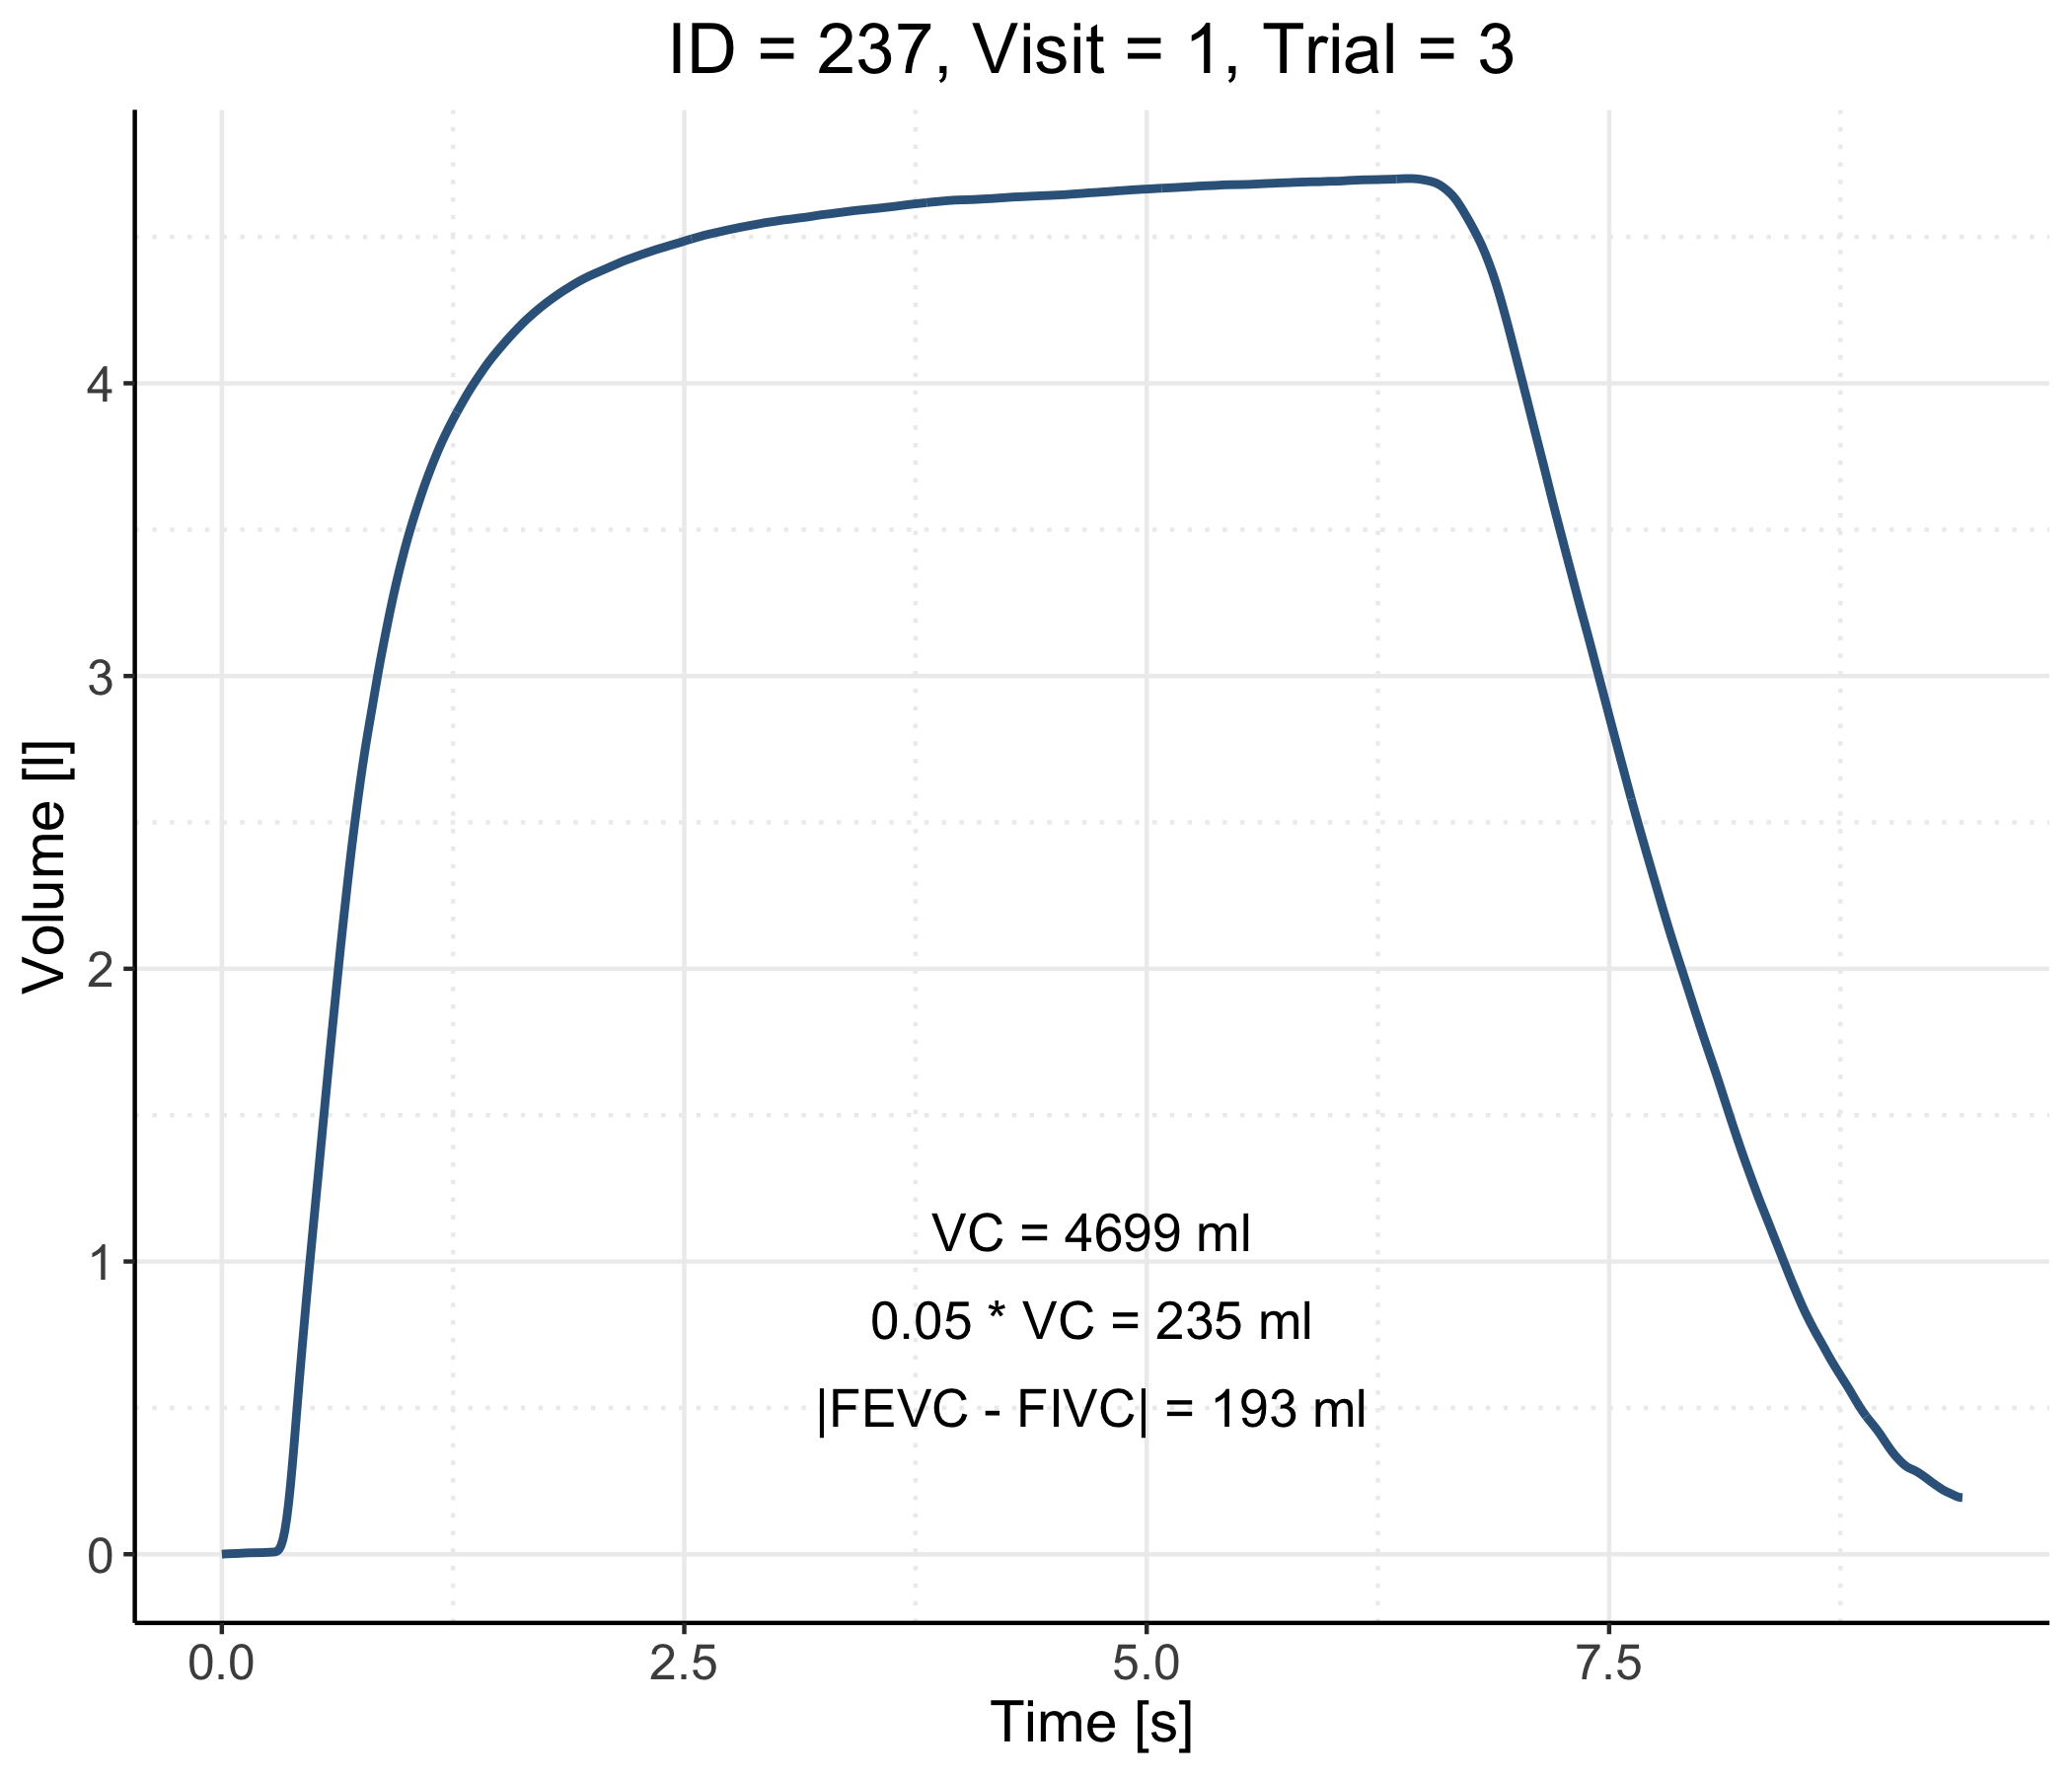 ID = 237, Visit = 1, Trial = 3
Volume [l]
4
3
2
1
0
VC = 4699 ml
0.05 * VC = 235 ml
|FEVC - FIVC| = 193 ml
0.0 2.5 5.0 7.5
Time [s]